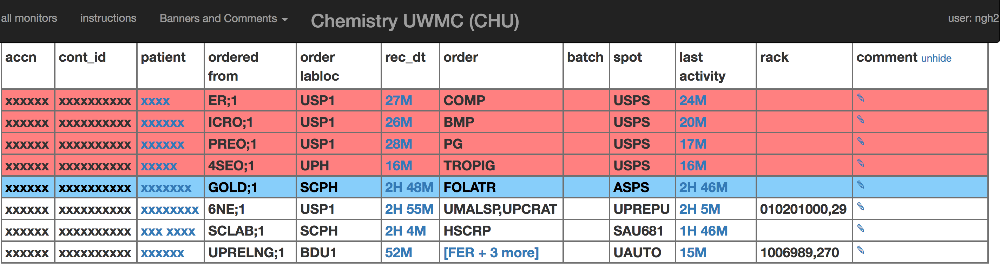 all monitors instructions Banners and Comments Chemistry UWMC (CHU) user: ngh2
accn cont_id patient ordered from order labloc rec_dt order batch spot last activity rack comment unhide
xxxxxx xxxxxxxxxx xxxx ER;1 USP1 27M COMP USPS 24M
xxxxxx xxxxxxxxxx xxxxxx ICRO;1 USP1 26M BMP USPS 20M
xxxxxx xxxxxxxxxx xxxxxx PREO;1 USP1 28M PG USPS 17M
xxxxxx xxxxxxxxxx xxxxx 4SEO;1 UPH 16M TROPIG USPS 16M
xxxxxx xxxxxxxxxx xxxxxxx GOLD;1 SCPH 2H 48M FOLATR ASPS 2H 46M
xxxxxx xxxxxxxxxx xxxxxxxx 6NE;1 USP1 2H 55M UMALSP,UPCRAT UPREPU 2H 5M 010201000,29
xxxxxx xxxxxxxxxx xxx xxxx SCLAB;1 SCPH 2H 4M HSCRP SAU681 1H 46M
xxxxxx xxxxxxxxxx xxxxxx UPRELNG;1 BDU1 52M [FER + 3 more] UAUTO 15M 1006989,270